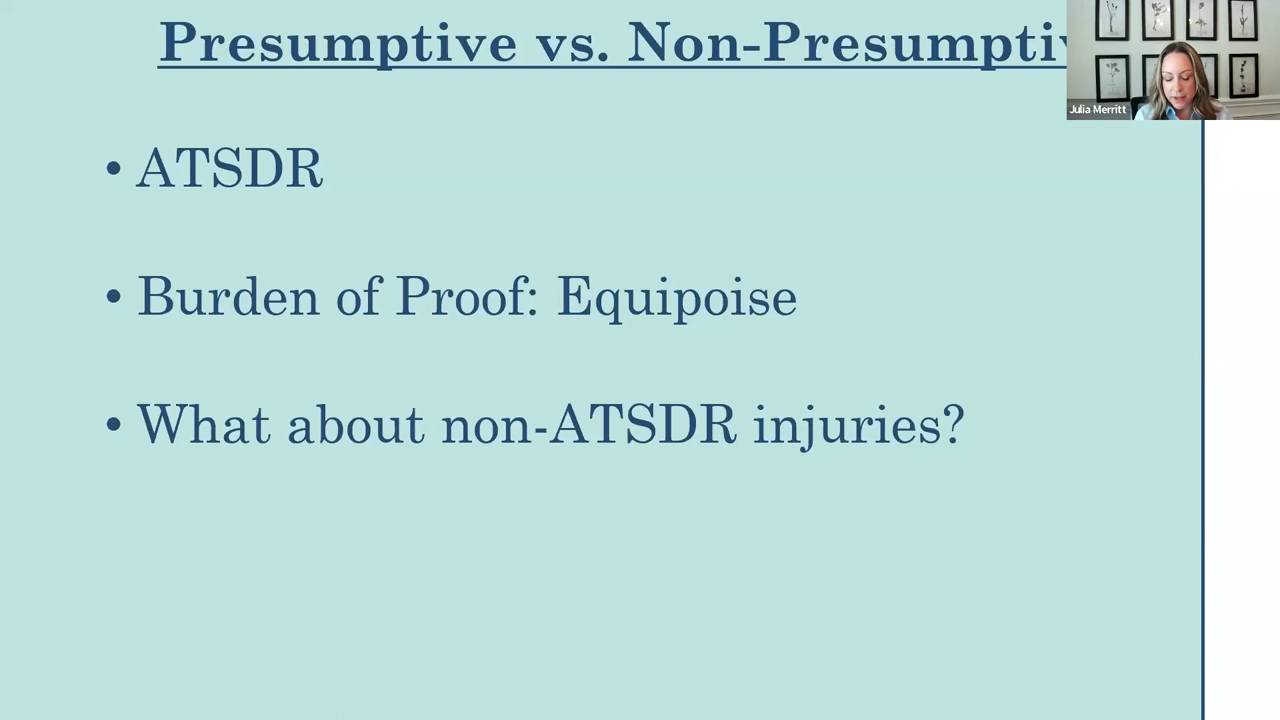 Presumptive vs. Non-Presumptiv
Julia Merritt
• ATSDR
• Burden of Proof: Equipoise
• What about non-ATSDR injuries?